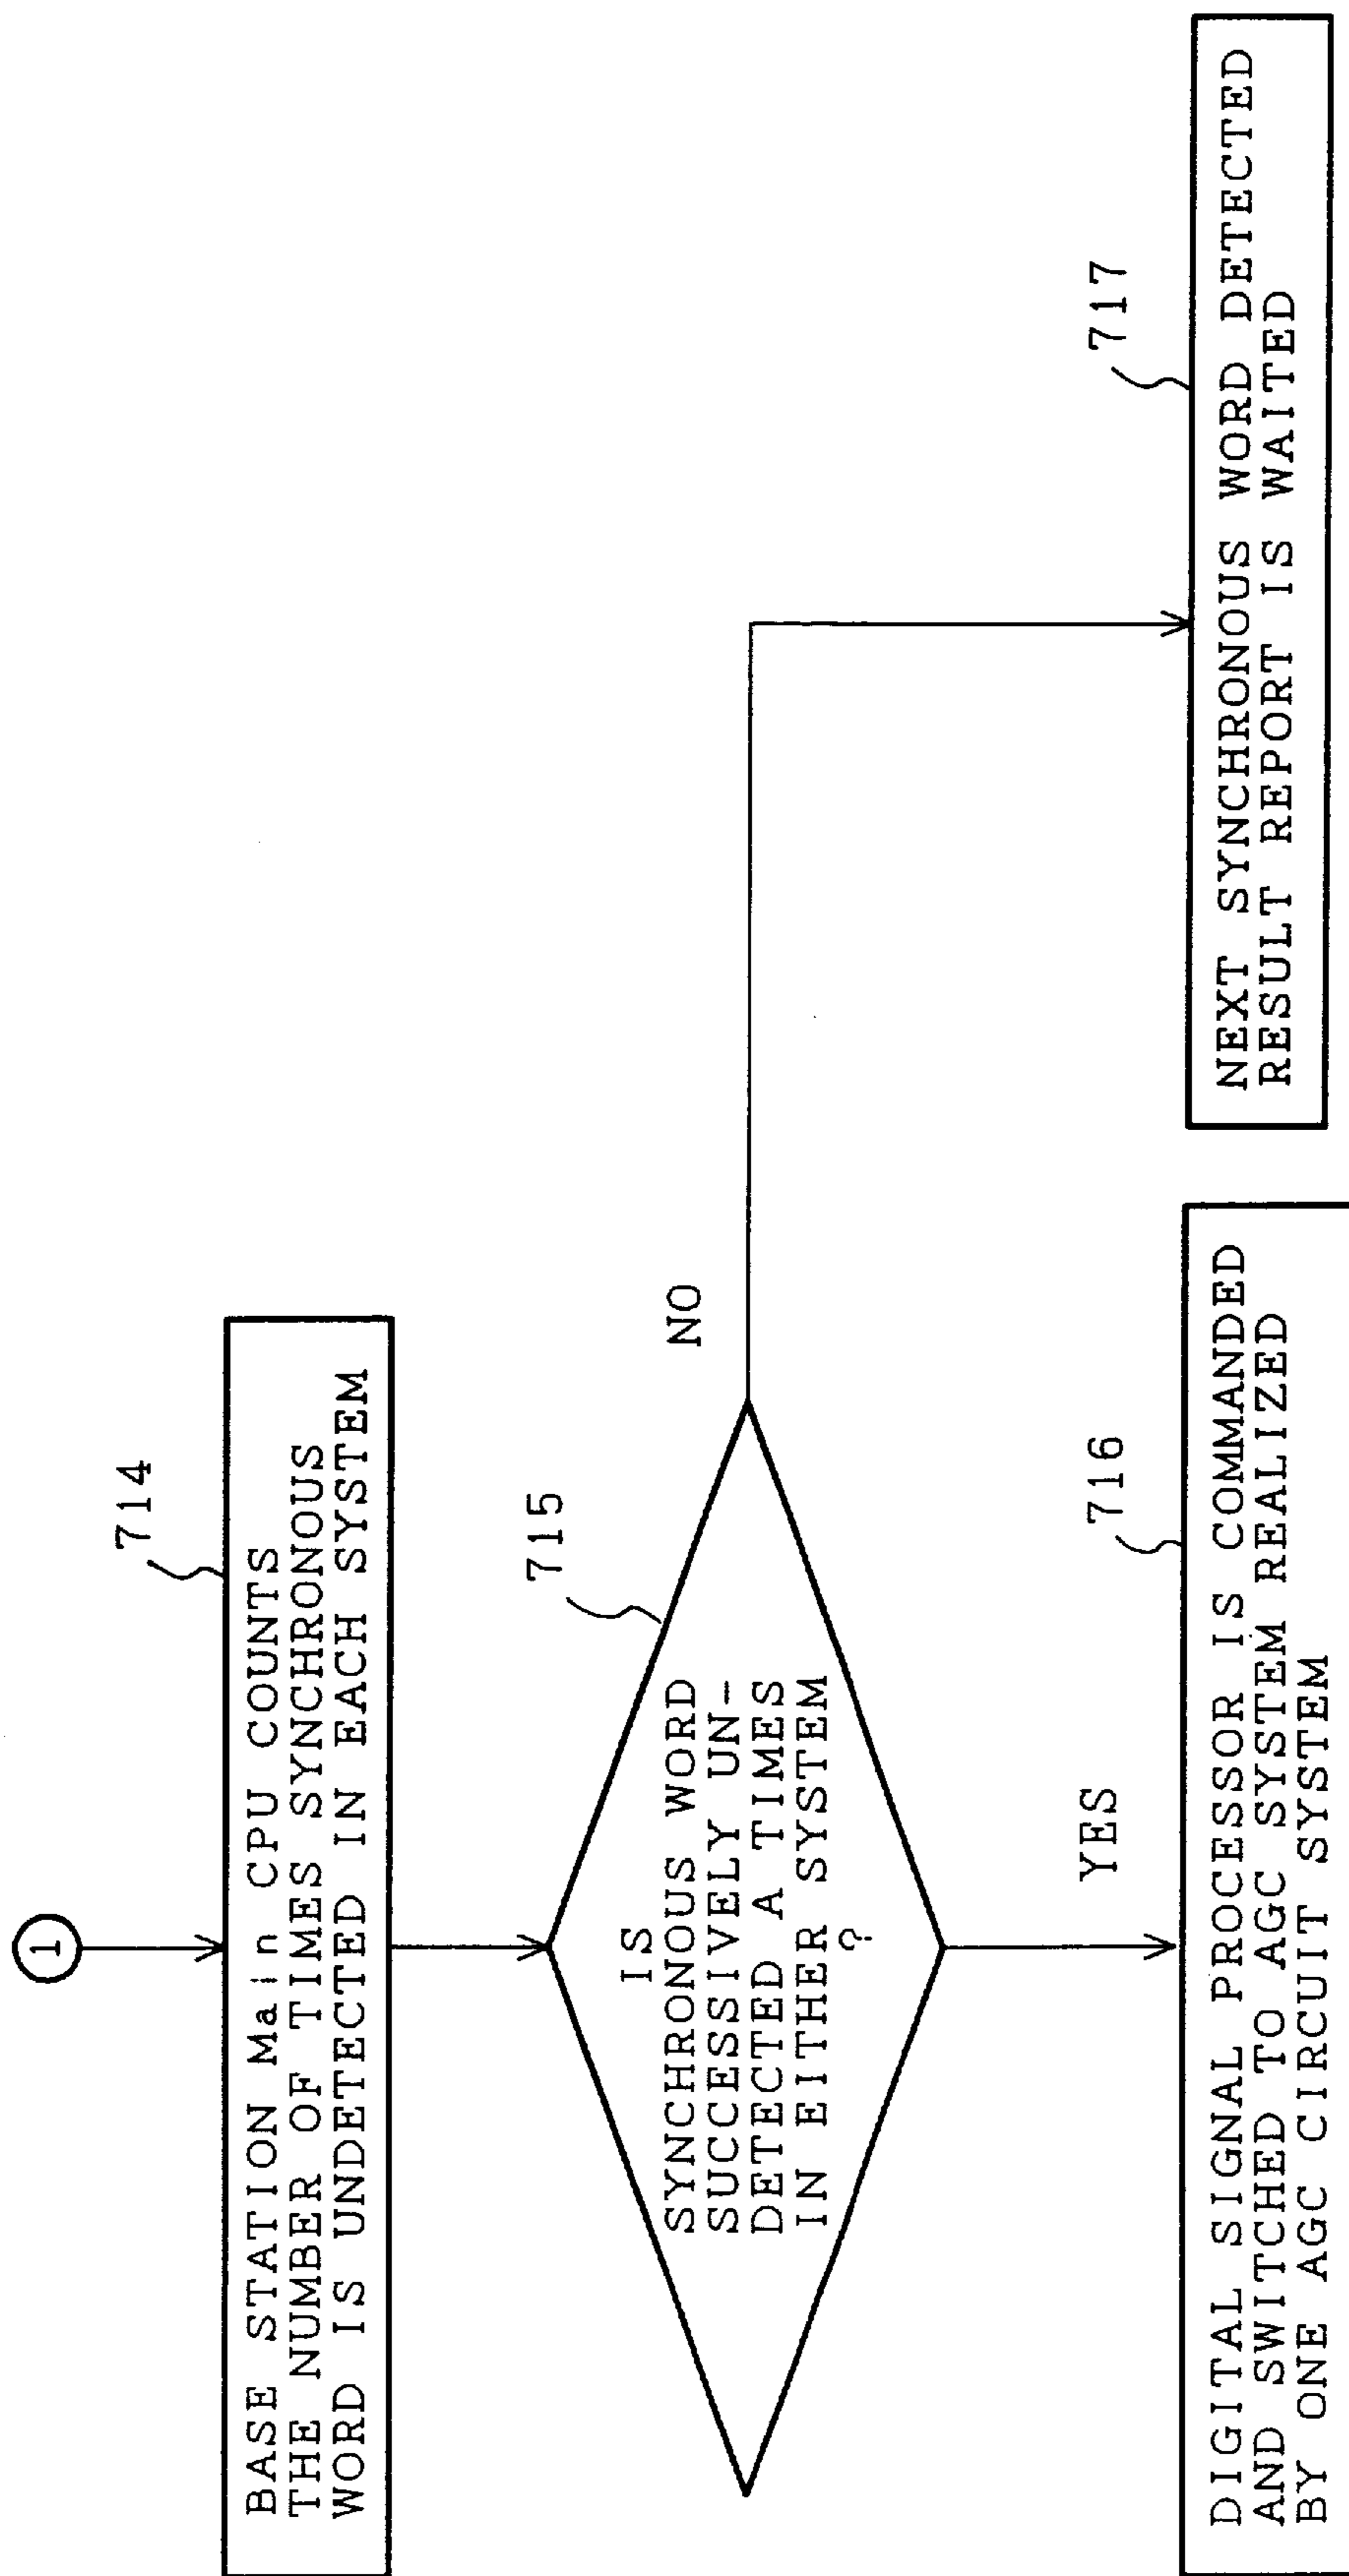 1
714
BASE STATION Main CPU COUNTS
THE NUMBER OF TIMES SYNCHRONOUS
WORD IS UNDETECTED IN EACH SYSTEM
715
IS
SYNCHRONOUS WORD
SUCCESSIVELY UN-
DETECTED A TIMES
IN EITHER SYSTEM
?
NO
YES
716
DIGITAL SIGNAL PROCESSOR IS COMMANDED
AND SWITCHED TO AGC SYSTEM REALIZED
BY ONE AGC CIRCUIT SYSTEM
717
NEXT SYNCHRONOUS WORD DETECTED
RESULT REPORT IS WAITED